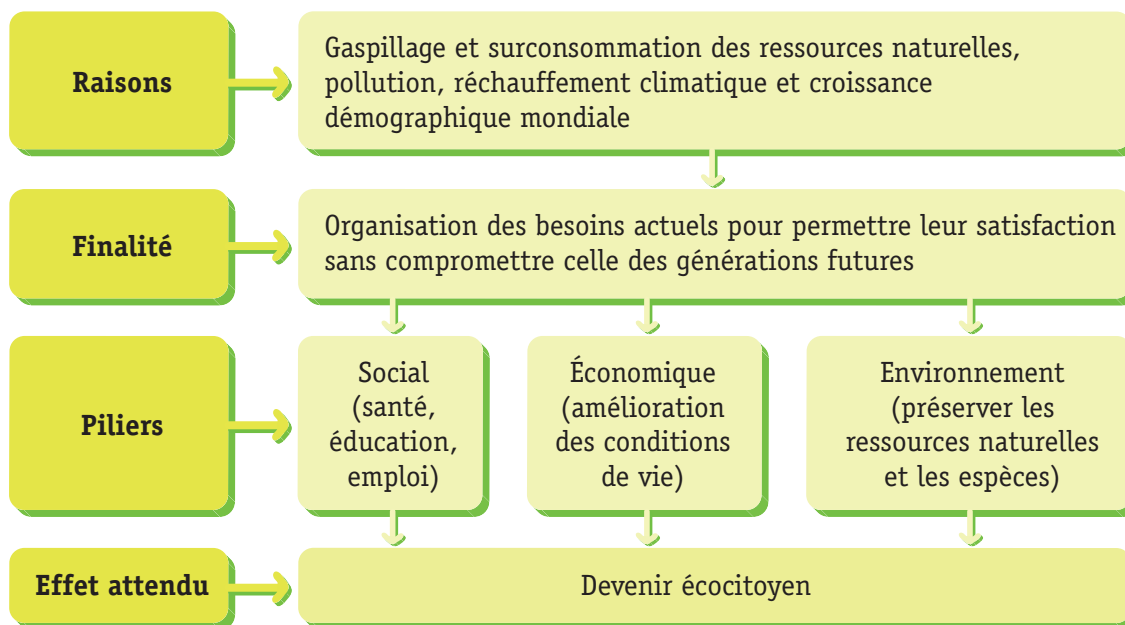 Raisons
Gaspillage et surconsommation des ressources naturelles,
pollution, réchauffement climatique et croissance
démographique mondiale
Finalité
Organisation des besoins actuels pour permettre leur satisfaction
sans compromettre celle des générations futures
Piliers
Social
(santé,
éducation,
emploi)
Économique
(amélioration
des conditions
de vie)
Environnement
(préserver les
ressources naturelles
et les espèces)
Effet attendu
Devenir écocitoyen